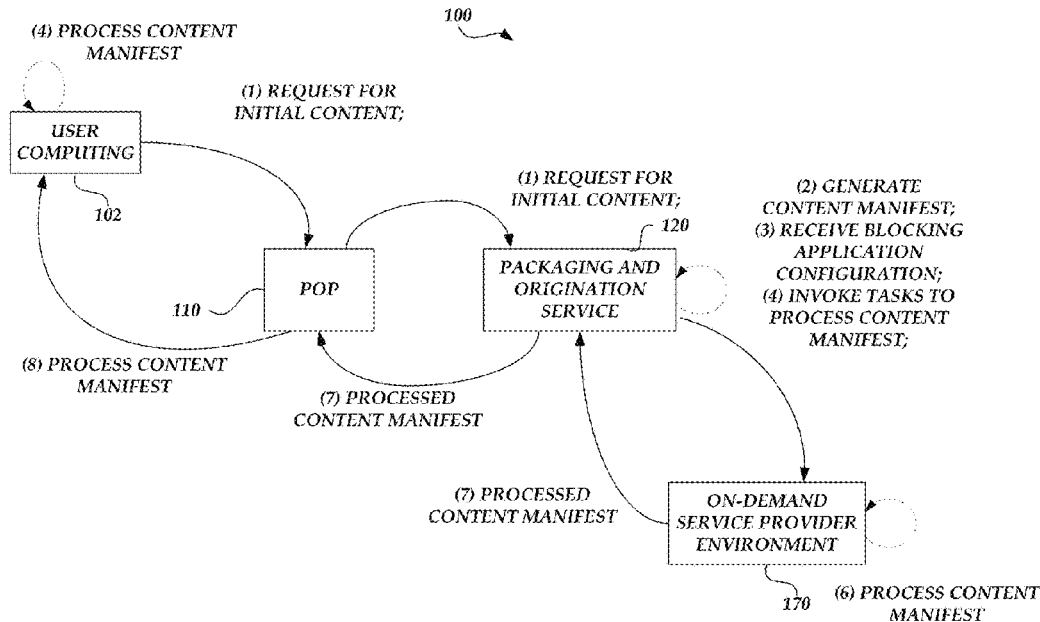 100
(4) PROCESS CONTENT
MANIFEST
(1) REQUEST FOR
INITIAL CONTENT;
USER
COMPUTING
102
(1) REQUEST FOR
INITIAL CONTENT;
120
(2) GENERATE
CONTENT MANIFEST;
(3) RECEIVE BLOCKING
APPLICATION
CONFIGURATION;
(4) INVOKE TASKS TO
PROCESS CONTENT
MANIFEST;
POP
110
PACKAGING AND
ORIGINATION
SERVICE
(8) PROCESS CONTENT
MANIFEST
(7) PROCESSED
CONTENT MANIFEST
(7) PROCESSED
CONTENT MANIFEST
ON-DEMAND
SERVICE PROVIDER
ENVIRONMENT
170
(6) PROCESS CONTENT
MANIFEST